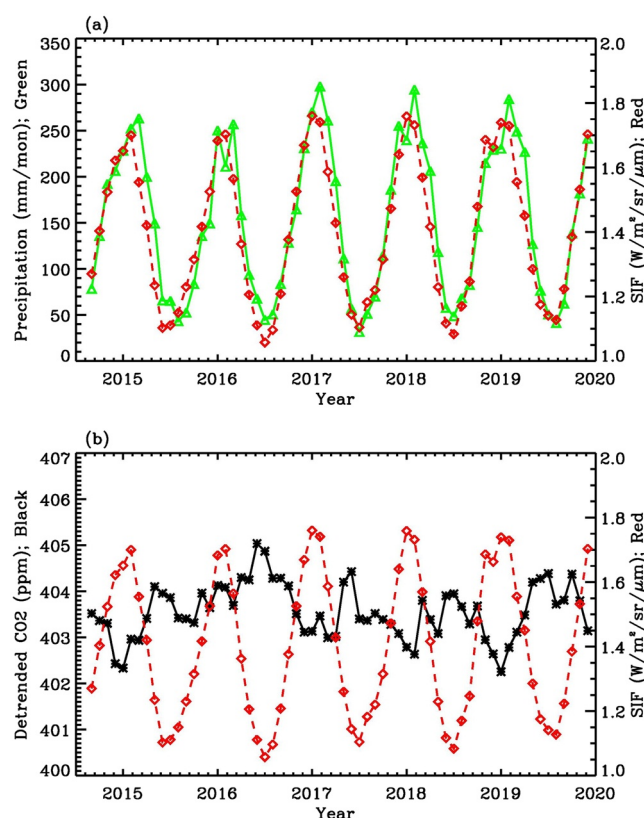 (a)
Precipitation (mm/mon); Green
350
300
250
200
150
100
50
0
2.0
1.8
1.6
1.4
1.2
1.0
SIF (W/m²/sr/μm); Red
2015 2016 2017 2018 2019 2020
Year
(b)
Detrended CO2 (ppm); Black
407
406
405
404
403
402
401
400
2.0
1.8
1.6
1.4
1.2
1.0
SIF (W/m²/sr/μm); Red
2015 2016 2017 2018 2019 2020
Year